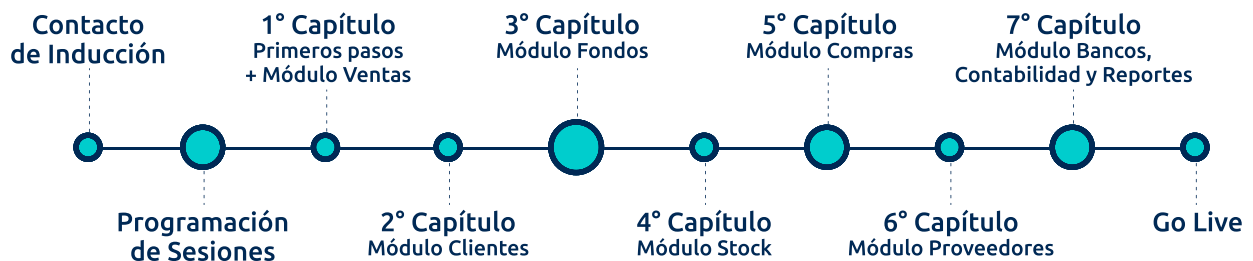 Contacto
de Inducción
Programación
de Sesiones
1° Capítulo
Primeros pasos
+ Módulo Ventas
2° Capítulo
Módulo Clientes
3° Capítulo
Módulo Fondos
4° Capítulo
Módulo Stock
5° Capítulo
Módulo Compras
6° Capítulo
Módulo Proveedores
7° Capítulo
Módulo Bancos,
Contabilidad y Reportes
Go Live